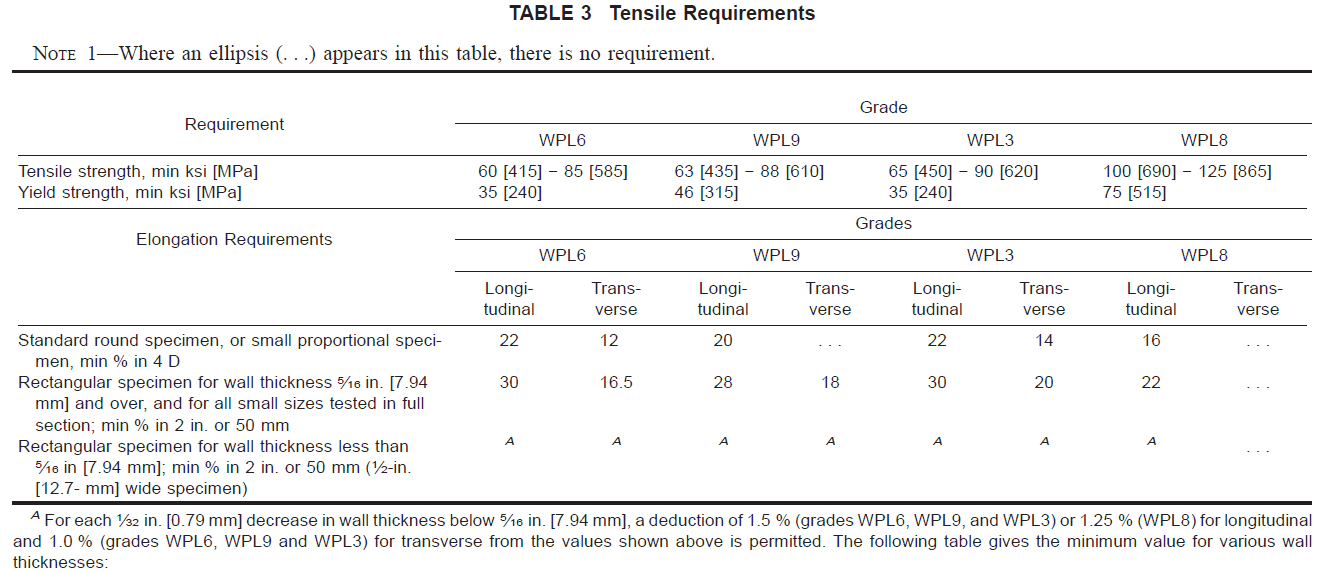 TABLE 3 Tensile Requirements
NOTE 1—Where an ellipsis (. . .) appears in this table, there is no requirement.
Requirement
Grade
WPL6 WPL9 WPL3 WPL8
Tensile strength, min ksi [MPa] 60 [415] – 85 [585] 63 [435] – 88 [610] 65 [450] – 90 [620] 100 [690] – 125 [865]
Yield strength, min ksi [MPa] 35 [240] 46 [315] 35 [240] 75 [515]
Elongation Requirements
Grades
WPL6 WPL9 WPL3 WPL8
Longi- Trans- Longi- Trans- Longi- Trans- Longi- Trans-
tudinal verse tudinal verse tudinal verse tudinal verse
Standard round specimen, or small proportional speci- 22 12 20 . . . 22 14 16 . . .
men, min % in 4 D
Rectangular specimen for wall thickness 5⁄16 in. [7.94 30 16.5 28 18 30 20 22 . . .
mm] and over, and for all small sizes tested in full
section; min % in 2 in. or 50 mm
Rectangular specimen for wall thickness less than A A A A A A A . . .
5⁄16 in [7.94 mm]; min % in 2 in. or 50 mm (1⁄2-in.
[12.7- mm] wide specimen)
A For each 1⁄32 in. [0.79 mm] decrease in wall thickness below 5⁄16 in. [7.94 mm], a deduction of 1.5 % (grades WPL6, WPL9, and WPL3) or 1.25 % (WPL8) for longitudinal
and 1.0 % (grades WPL6, WPL9 and WPL3) for transverse from the values shown above is permitted. The following table gives the minimum value for various wall
thicknesses: